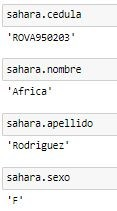 sahara.cedula
'ROVA950203'
sahara.nombre
'Africa'
sahara.apellido
'Rodriguez'
sahara.sexo
'F'